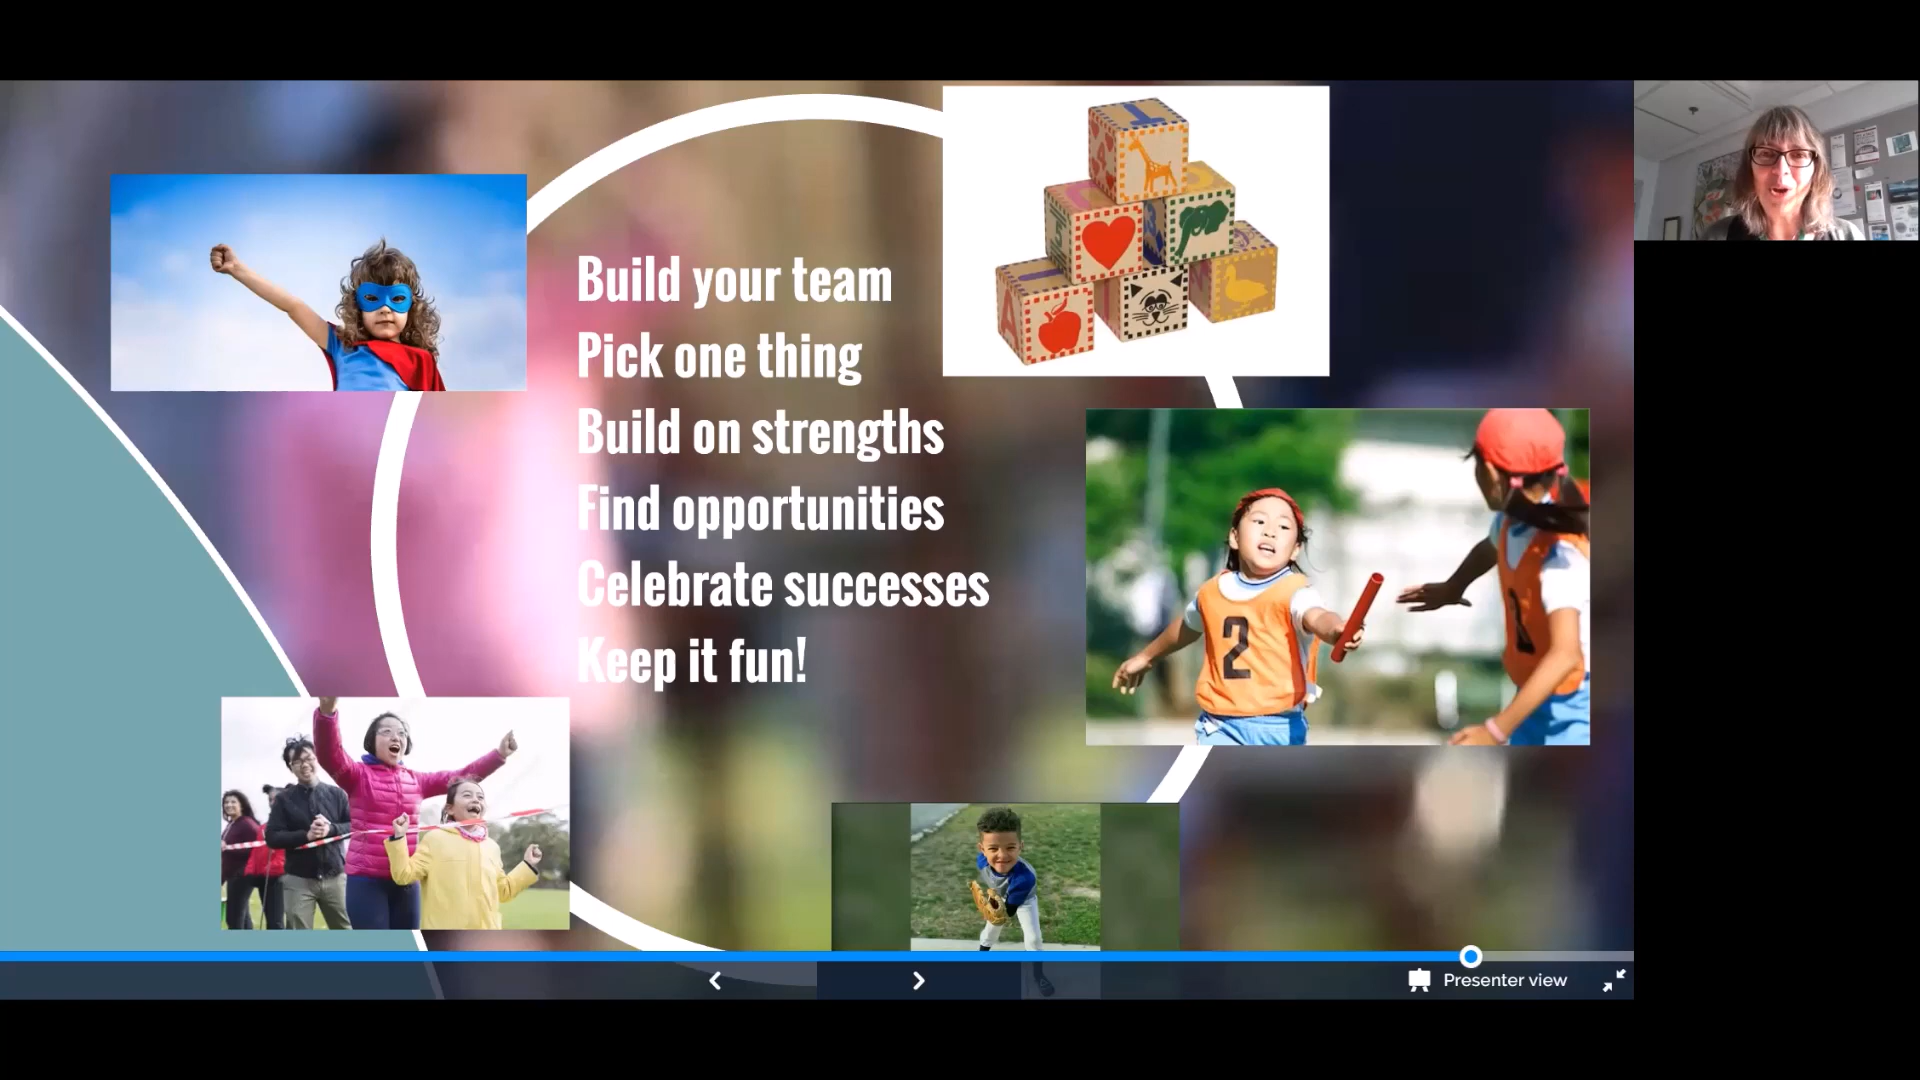 Build your team
Pick one thing
Build on strengths
Find opportunities
Celebrate successes
Keep it fun!
A
2
1
Presenter view